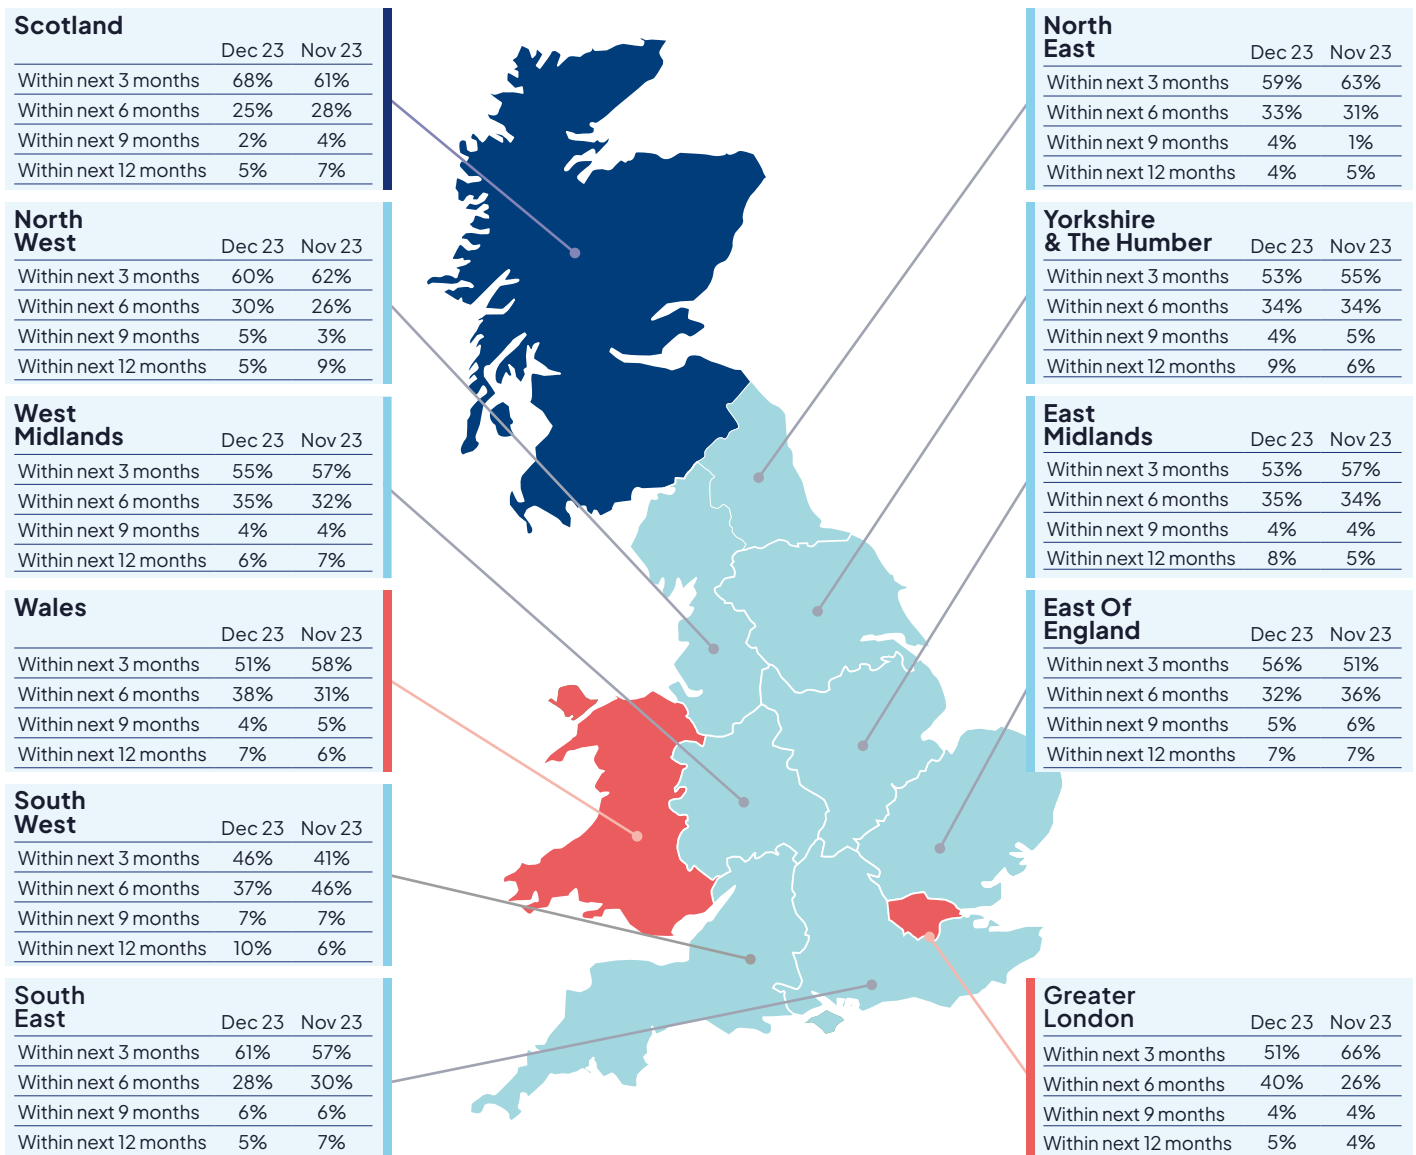 Scotland
Dec 23 Nov 23
Within next 3 months 68% 61%
Within next 6 months 25% 28%
Within next 9 months 2% 4%
Within next 12 months 5% 7%
North
West
Dec 23 Nov 23
Within next 3 months 60% 62%
Within next 6 months 30% 26%
Within next 9 months 5% 3%
Within next 12 months 5% 9%
West
Midlands
Dec 23 Nov 23
Within next 3 months 55% 57%
Within next 6 months 35% 32%
Within next 9 months 4% 4%
Within next 12 months 6% 7%
Wales
Dec 23 Nov 23
Within next 3 months 51% 58%
Within next 6 months 38% 31%
Within next 9 months 4% 5%
Within next 12 months 7% 6%
South
West
Dec 23 Nov 23
Within next 3 months 46% 41%
Within next 6 months 37% 46%
Within next 9 months 7% 7%
Within next 12 months 10% 6%
South
East
Dec 23 Nov 23
Within next 3 months 61% 57%
Within next 6 months 28% 30%
Within next 9 months 6% 6%
Within next 12 months 5% 7%
North
East
Dec 23 Nov 23
Within next 3 months 59% 63%
Within next 6 months 33% 31%
Within next 9 months 4% 1%
Within next 12 months 4% 5%
Yorkshire
& The Humber
Dec 23 Nov 23
Within next 3 months 53% 55%
Within next 6 months 34% 34%
Within next 9 months 4% 5%
Within next 12 months 9% 6%
East
Midlands
Dec 23 Nov 23
Within next 3 months 53% 57%
Within next 6 months 35% 34%
Within next 9 months 4% 4%
Within next 12 months 8% 5%
East Of
England
Dec 23 Nov 23
Within next 3 months 56% 51%
Within next 6 months 32% 36%
Within next 9 months 5% 6%
Within next 12 months 7% 7%
Greater
London
Dec 23 Nov 23
Within next 3 months 51% 66%
Within next 6 months 40% 26%
Within next 9 months 4% 4%
Within next 12 months 5% 4%